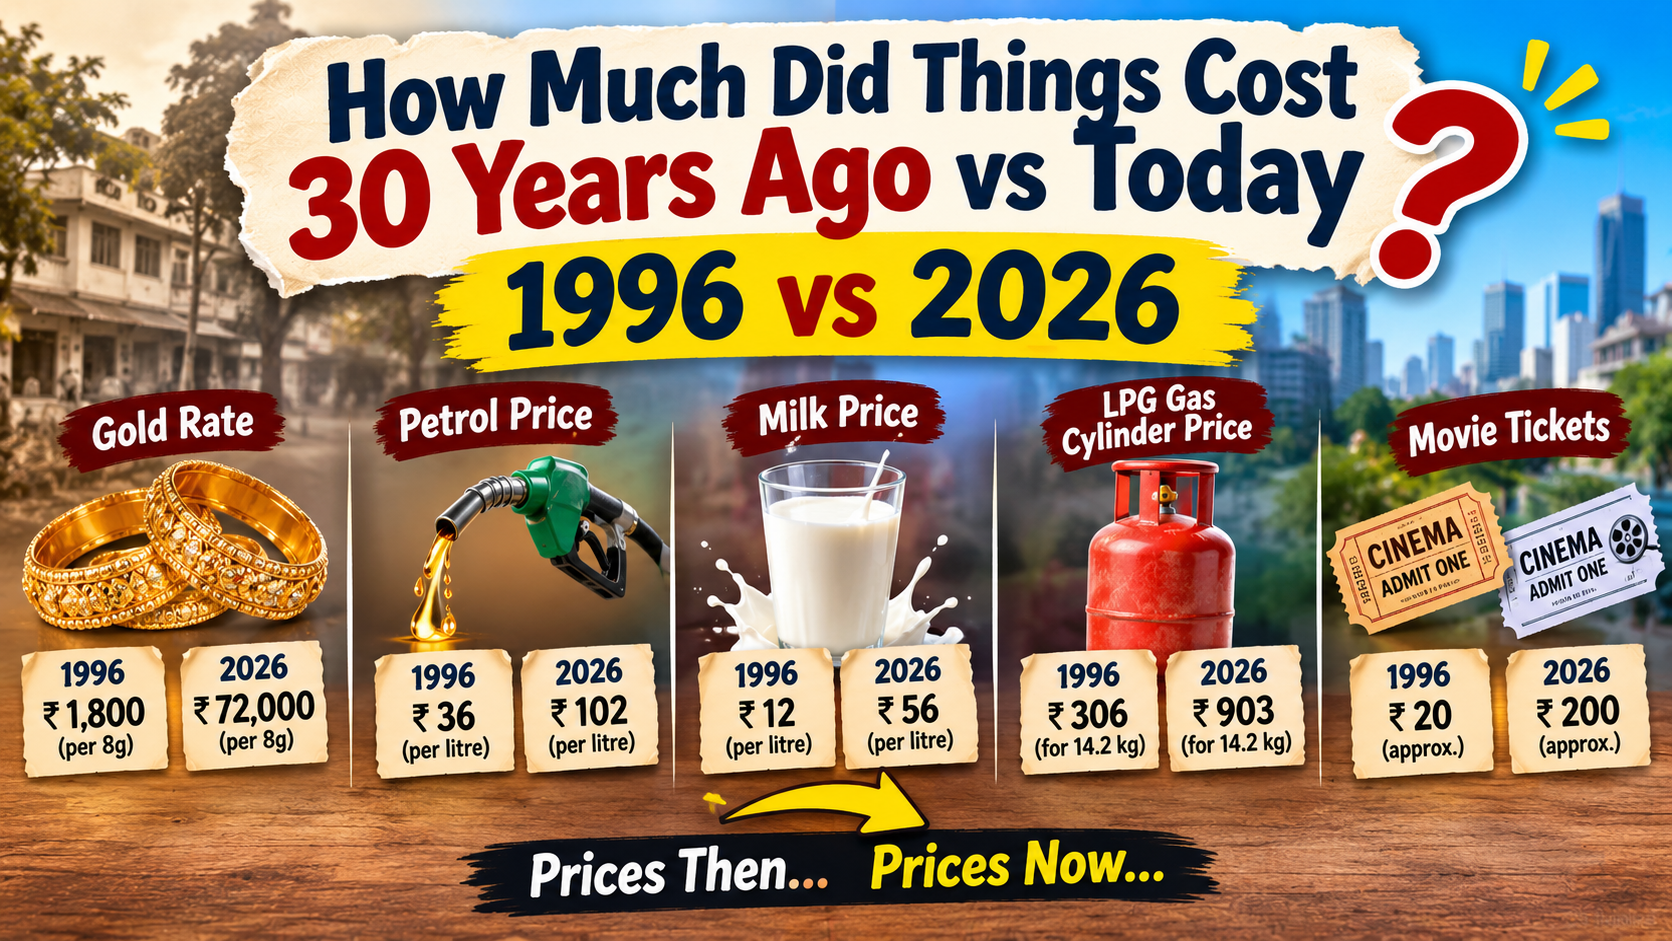 How Much Did Things Cost
30 Years Ago vs Today?
1996 vs 2026
Gold Rate
1996
₹1,800
(per 8g)
2026
₹72,000
(per 8g)
Petrol Price
1996
₹36
(per litre)
2026
₹102
(per litre)
Milk Price
1996
₹12
(per litre)
2026
₹56
(per litre)
LPG Gas
Cylinder Price
1996
₹306
(for 14.2 kg)
2026
₹903
(for 14.2 kg)
Movie Tickets
CINEMA
ADMIT ONE
CINEMA
ADMIT ONE
1996
₹20
(approx.)
2026
₹200
(approx.)
Prices Then... Prices Now...